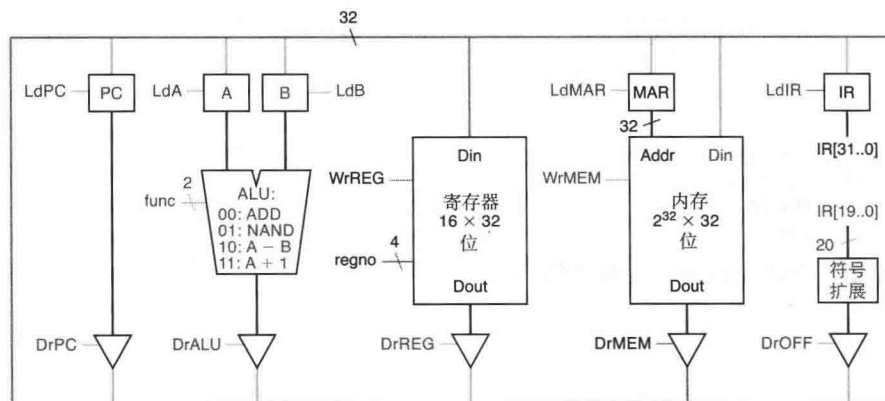 32
LdPC
PC
LdA
A
B
LdB
LdMAR
MAR
LdIR
IR
32
IR[31..0]
Din
Addr
Din
2
func
ALU:
00: ADD
01: NAND
10: A − B
11: A + 1
WrREG
寄存器
16 × 32
位
WrMEM
内存
2³² × 32
位
IR[19..0]
regno
4
20
符号
扩展
Dout
Dout
DrPC
DrALU
DrREG
DrMEM
DrOFF